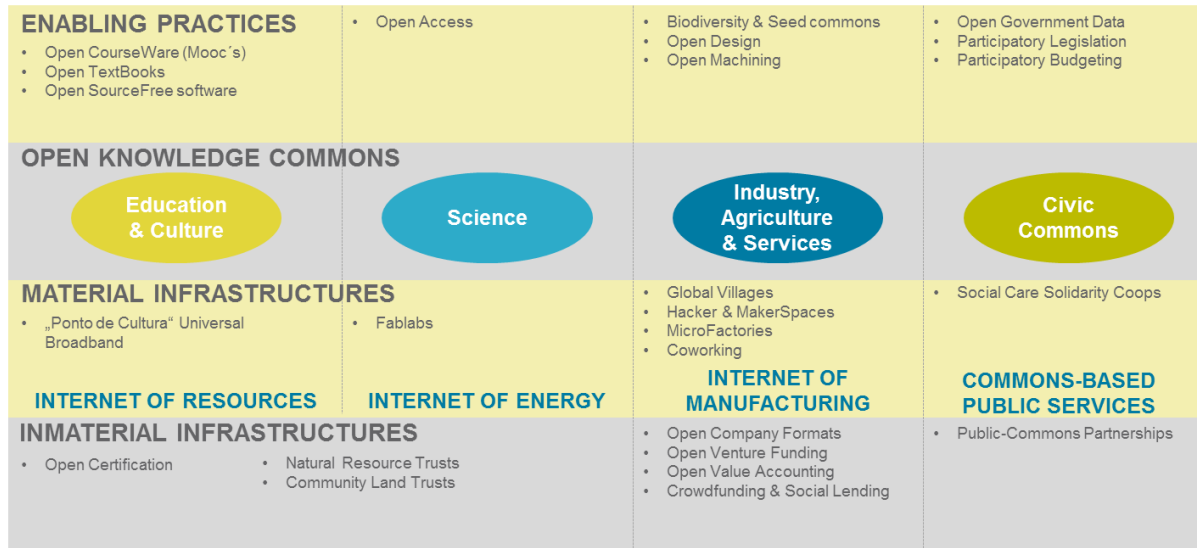 ENABLING PRACTICES
• Open CourseWare (Mooc´s)
• Open TextBooks
• Open SourceFree software
• Open Access
• Biodiversity & Seed commons
• Open Design
• Open Machining
• Open Government Data
• Participatory Legislation
• Participatory Budgeting
OPEN KNOWLEDGE COMMONS
Education
& Culture
Science
Industry,
Agriculture
& Services
Civic
Commons
MATERIAL INFRASTRUCTURES
• „Ponto de Cultura“ Universal
Broadband
• Fablabs
• Global Villages
• Hacker & MakerSpaces
• MicroFactories
• Coworking
• Social Care Solidarity Coops
INTERNET OF RESOURCES
INTERNET OF ENERGY
INTERNET OF
MANUFACTURING
COMMONS-BASED
PUBLIC SERVICES
INMATERIAL INFRASTRUCTURES
• Open Certification
• Natural Resource Trusts
• Community Land Trusts
• Open Company Formats
• Open Venture Funding
• Open Value Accounting
• Crowdfunding & Social Lending
• Public-Commons Partnerships